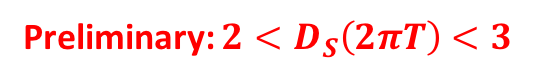 Preliminary: 2 < D_S(2πT) < 3